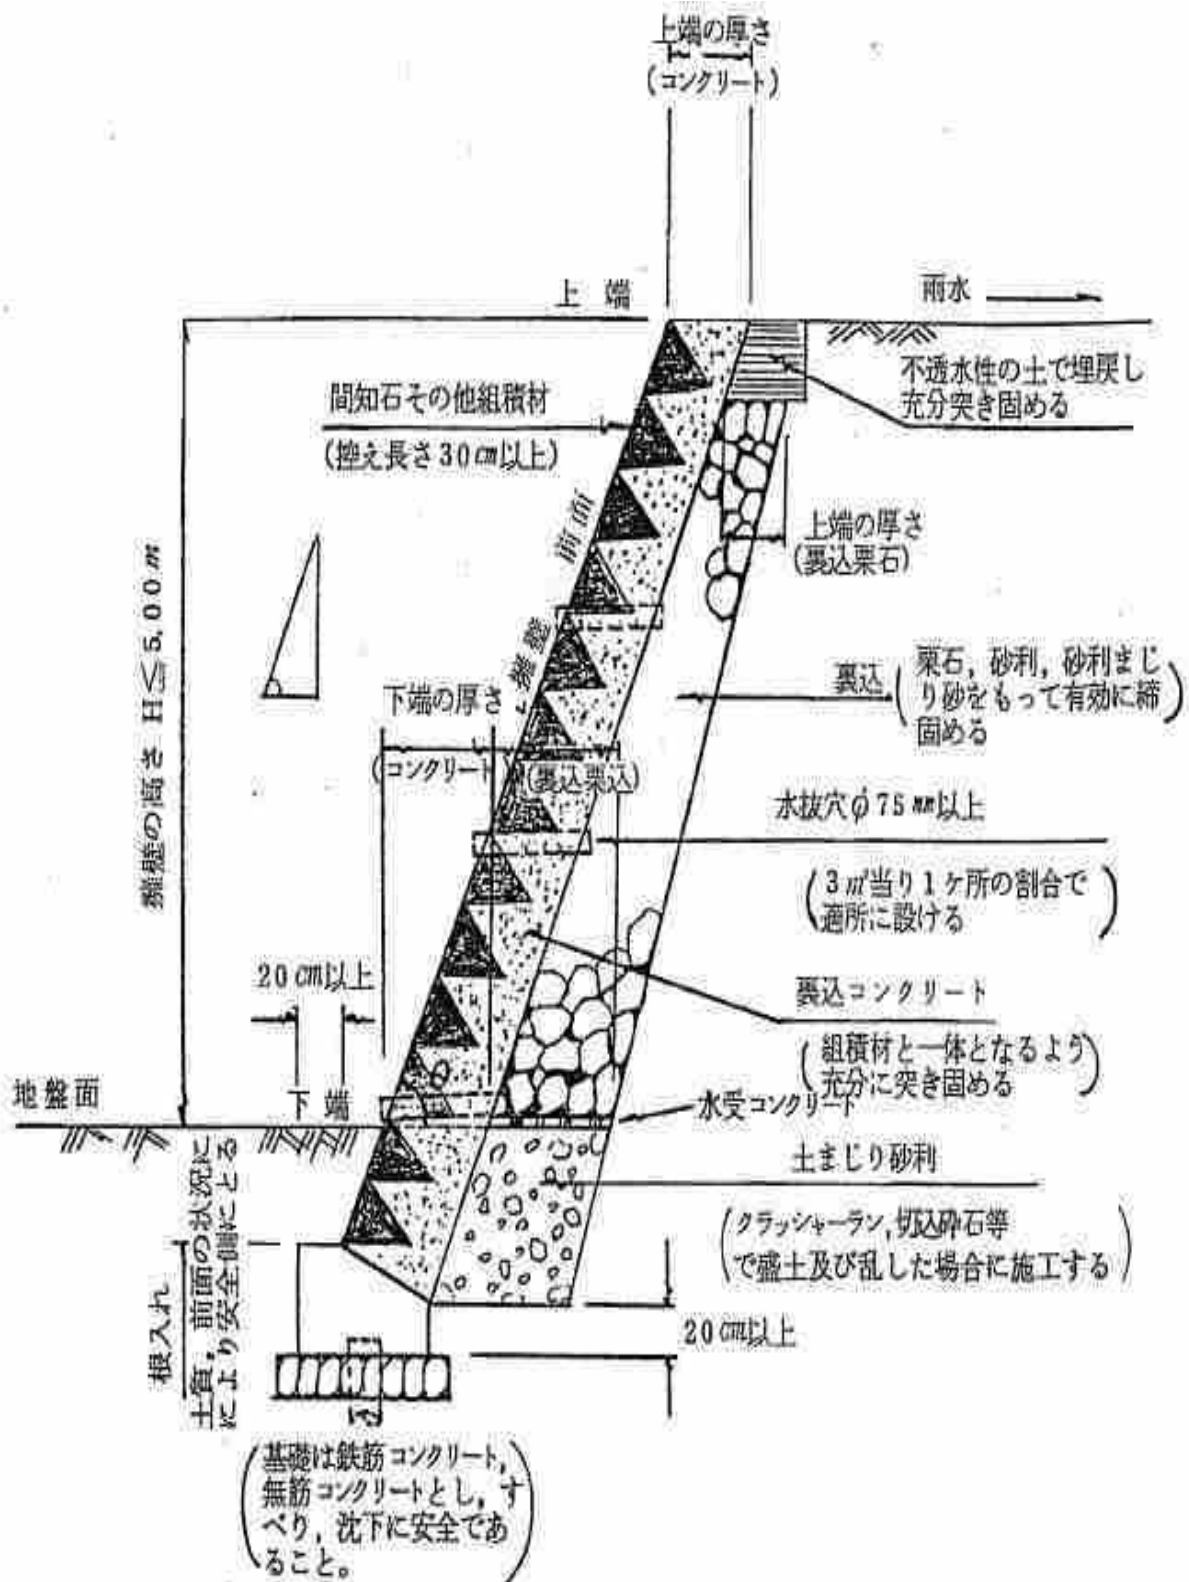 上端の厚さ
(コンクリート)
上端
雨水
不透水性の土で埋戻し
充分突き固める
間知石その他組積材
(控え長さ30cm以上)
上端の厚さ
(裏込栗石)
擁壁前面
擁壁の高さ H≦5,00m
下端の厚さ
(コンクリート)
(裏込栗込)
裏込
(栗石，砂利，砂利まじ
り砂をもって有効に締
固める)
水抜穴φ75mm以上
(3㎡当り1ケ所の割合で
適所に設ける)
20cm以上
裏込コンクリート
(組積材と一体となるよう
充分に突き固める)
地盤面
下端
水受コンクリート
土まじり砂利
(クラッシャーラン,切込砕石等
で盛土及び乱した場合に施工する)
根入れ
土質，前面の状況に
により安全側にとる
20cm以上
(基礎は鉄筋コンクリート，
無筋コンクリートとし，す
べり，沈下に安全であ
ること。)